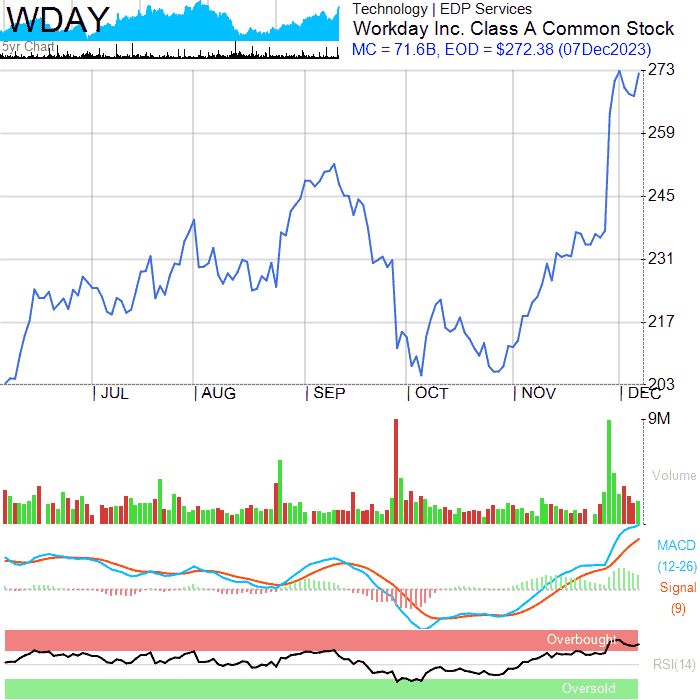 WDAY
5yr Chart
Technology | EDP Services
Workday Inc. Class A Common Stock
MC = 71.6B, EOD = $272.38 (07Dec2023)
273
259
245
231
217
203
JUL
AUG
SEP
OCT
NOV
DEC
9M
Volume
MACD
(12-26)
Signal
(9)
Overbought
RSI(14)
Oversold